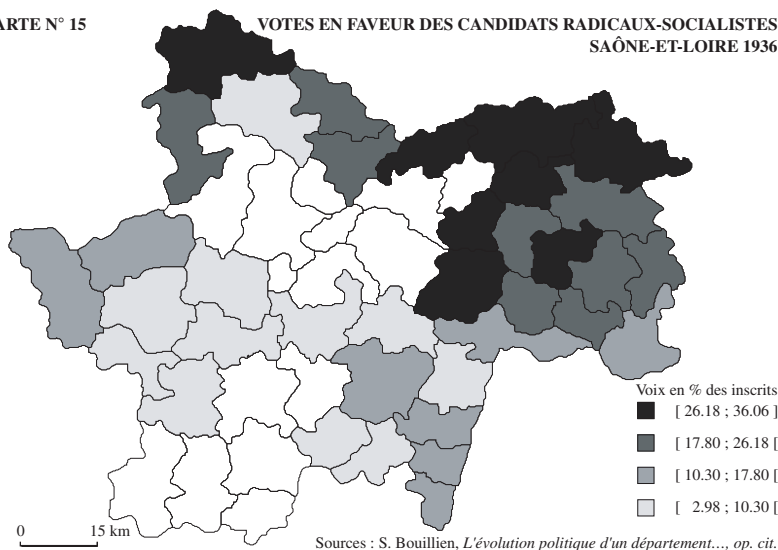 ARTE N° 15
VOTES EN FAVEUR DES CANDIDATS RADICAUX-SOCIALISTES
SAÔNE-ET-LOIRE 1936
Voix en % des inscrits
[ 26.18 ; 36.06 ]
[ 17.80 ; 26.18 [
[ 10.30 ; 17.80 [
[ 2.98 ; 10.30 [
0 15 km
Sources : S. Bouillien, L'évolution politique d'un département..., op. cit.